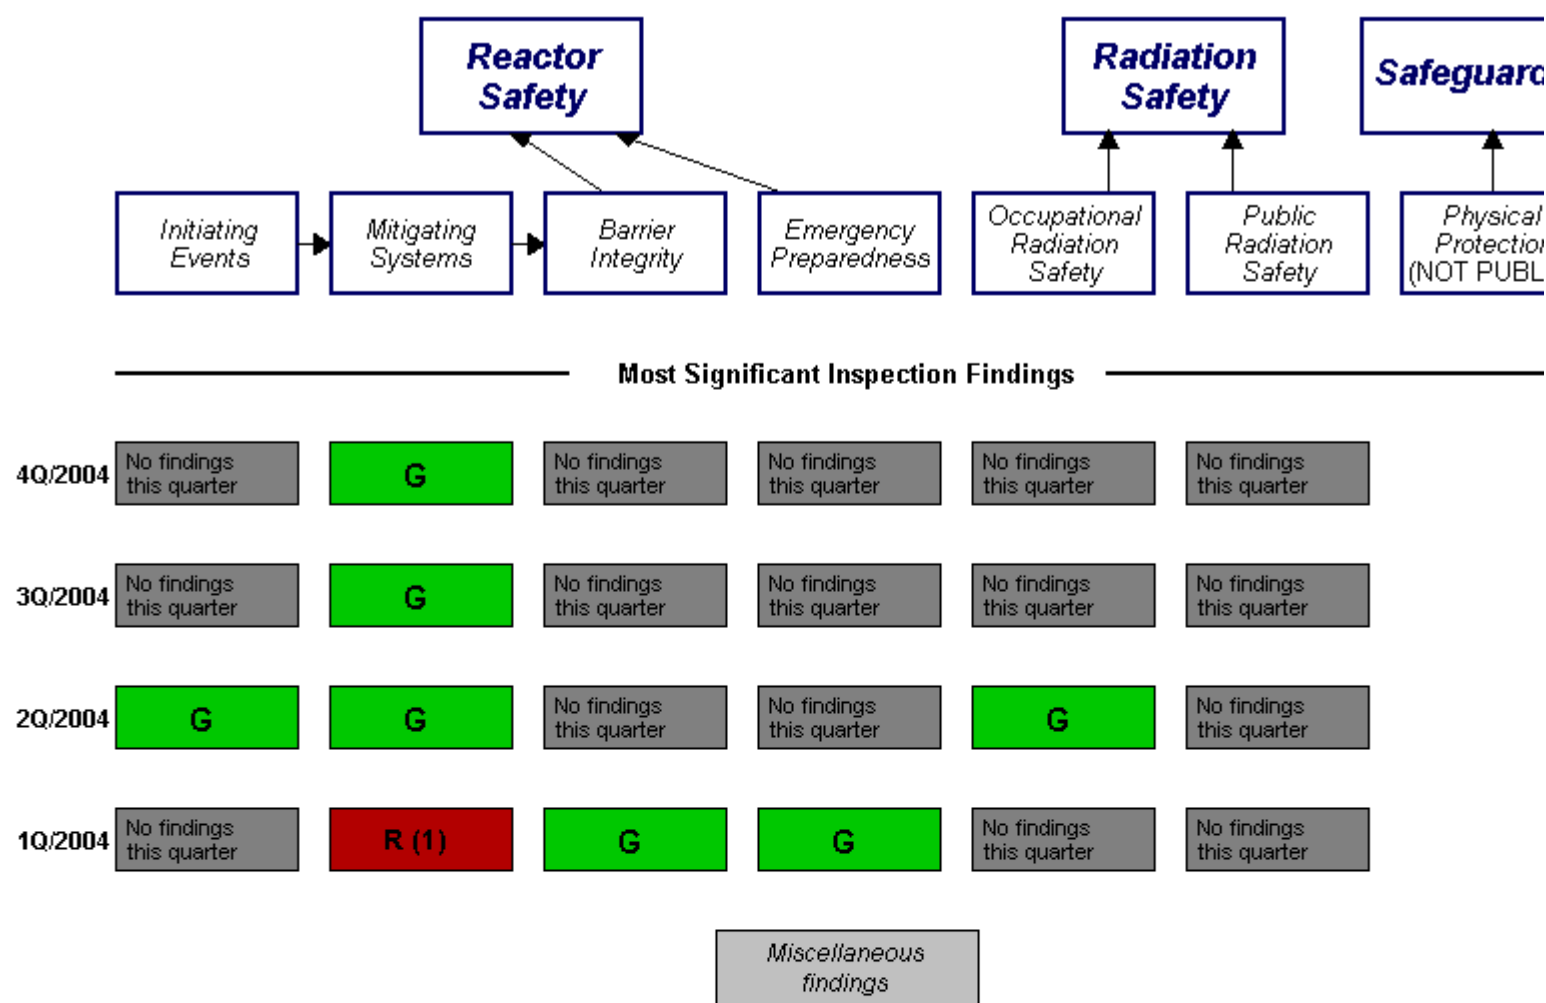 Reactor
Safety
Radiation
Safety
Safeguard
Initiating
Events
Mitigating
Systems
Barrier
Integrity
Emergency
Preparedness
Occupational
Radiation
Safety
Public
Radiation
Safety
Physical
Protection
(NOT PUBL
Most Significant Inspection Findings
4Q/2004
No findings
this quarter
G
No findings
this quarter
No findings
this quarter
No findings
this quarter
No findings
this quarter
3Q/2004
No findings
this quarter
G
No findings
this quarter
No findings
this quarter
No findings
this quarter
No findings
this quarter
2Q/2004
G
G
No findings
this quarter
No findings
this quarter
G
No findings
this quarter
1Q/2004
No findings
this quarter
R (1)
G
G
No findings
this quarter
No findings
this quarter
Miscellaneous
findings